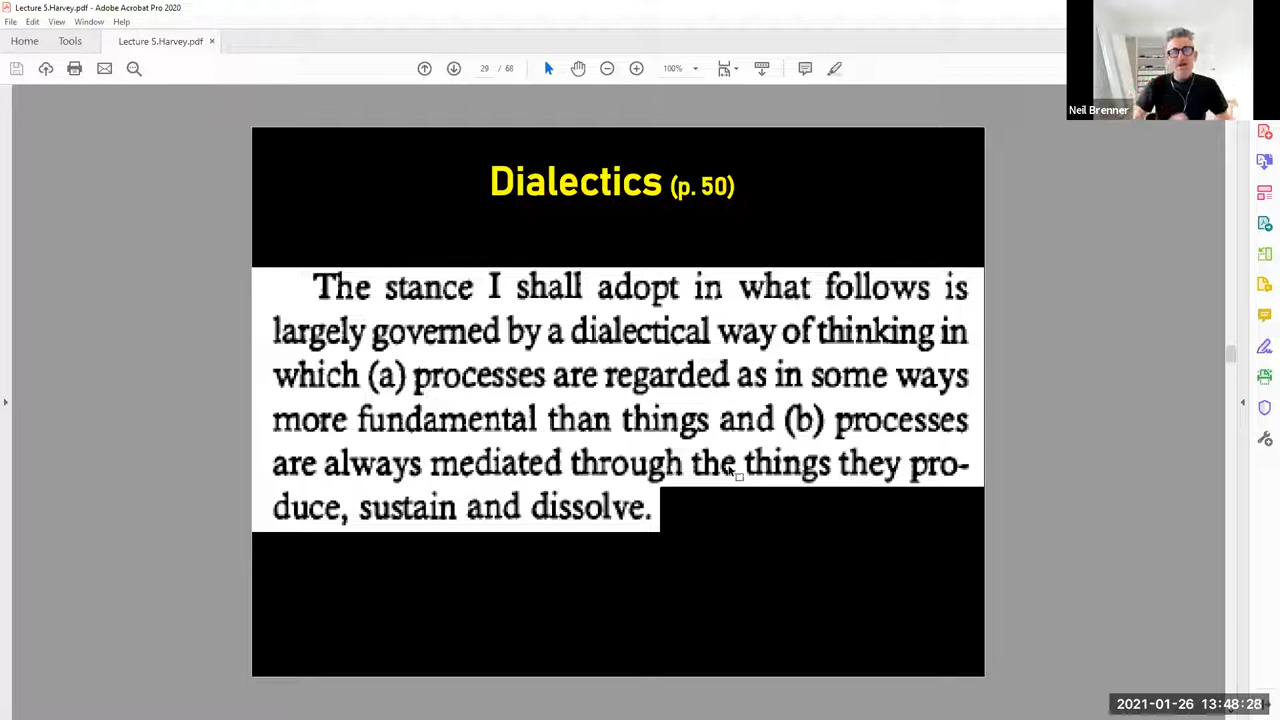 Lecture 5.Harvey.pdf - Adobe Acrobat Pro 2020
File Edit View Window Help
Home Tools Lecture 5.Harvey.pdf ×
29 / 68 100%
Neil Brenner
Dialectics (p. 50)
The stance I shall adopt in what follows is
largely governed by a dialectical way of thinking in
which (a) processes are regarded as in some ways
more fundamental than things and (b) processes
are always mediated through the things they pro-
duce, sustain and dissolve.
2021-01-26 13:48:28